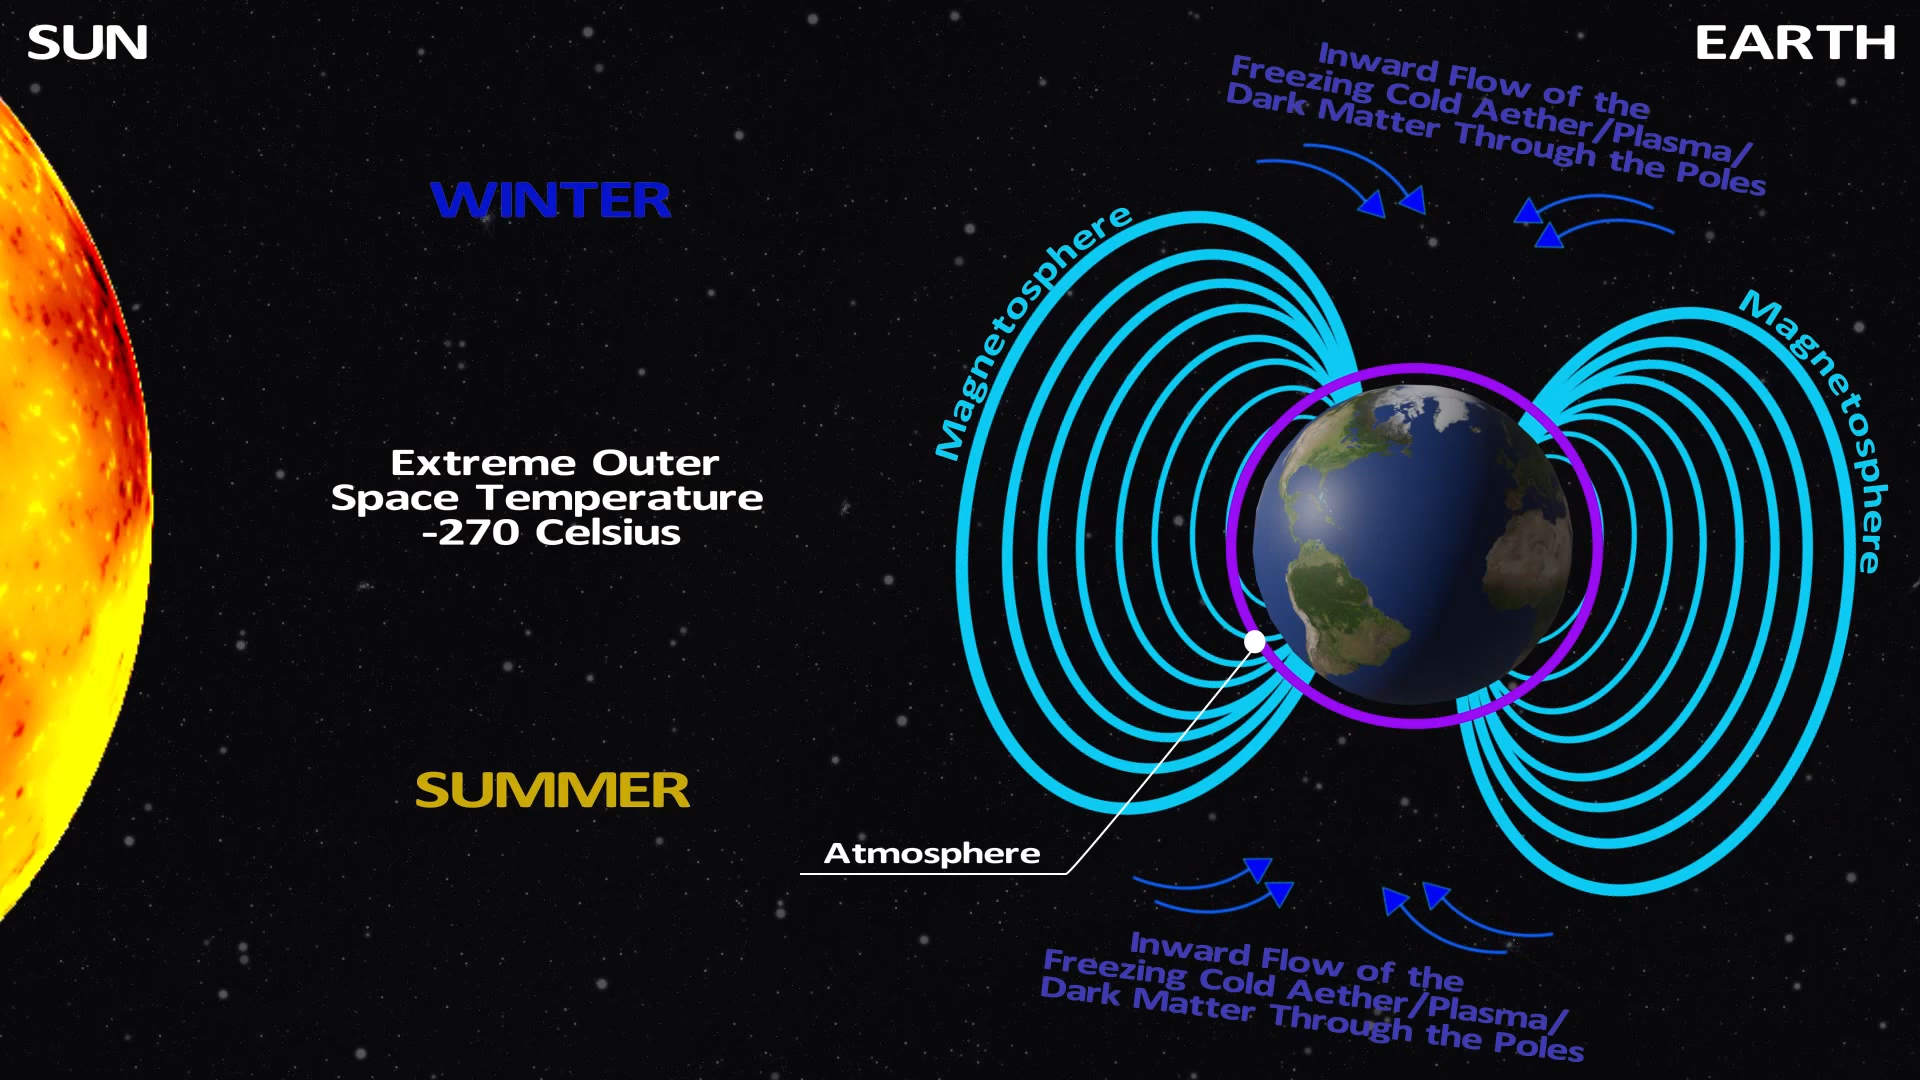 SUN
EARTH
Inward Flow of the
Freezing Cold Aether/Plasma/
Dark Matter Through the Poles
WINTER
Magnetosphere
Magnetosphere
Extreme Outer
Space Temperature
-270 Celsius
SUMMER
Atmosphere
Inward Flow of the
Freezing Cold Aether/Plasma/
Dark Matter Through the Poles